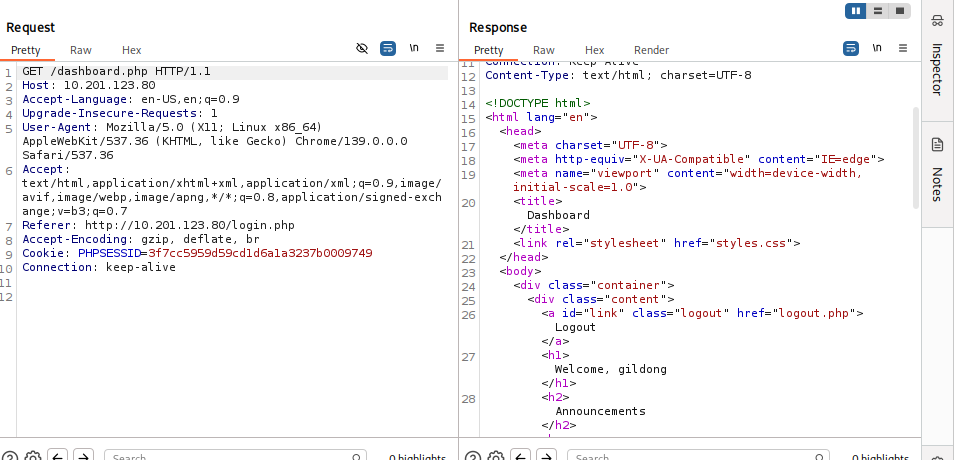 Request
Pretty Raw Hex \n
1 GET /dashboard.php HTTP/1.1
2 Host: 10.201.123.80
3 Accept-Language: en-US,en;q=0.9
4 Upgrade-Insecure-Requests: 1
5 User-Agent: Mozilla/5.0 (X11; Linux x86_64)
AppleWebKit/537.36 (KHTML, like Gecko) Chrome/139.0.0.0
Safari/537.36
6 Accept:
text/html,application/xhtml+xml,application/xml;q=0.9,image/
avif,image/webp,image/apng,*/*;q=0.8,application/signed-exch
ange;v=b3;q=0.7
7 Referer: http://10.201.123.80/login.php
8 Accept-Encoding: gzip, deflate, br
9 Cookie: PHPSESSID=3f7cc5959d59cd1d6a1a3237b0009749
10 Connection: keep-alive
11
12
Search
0 highlights
Response
Pretty Raw Hex Render \n
11 Connection: Keep-Alive
12 Content-Type: text/html; charset=UTF-8
13
14 <!DOCTYPE html>
15 <html lang="en">
16 <head>
17 <meta charset="UTF-8">
18 <meta http-equiv="X-UA-Compatible" content="IE=edge">
19 <meta name="viewport" content="width=device-width,
initial-scale=1.0">
20 <title>
Dashboard
</title>
21 <link rel="stylesheet" href="styles.css">
22 </head>
23 <body>
24 <div class="container">
25 <div class="content">
26 <a id="link" class="logout" href="logout.php">
Logout
</a>
27 <h1>
Welcome, gildong
</h1>
28 <h2>
Announcements
</h2>
Search
0 highlights
Inspector
Notes